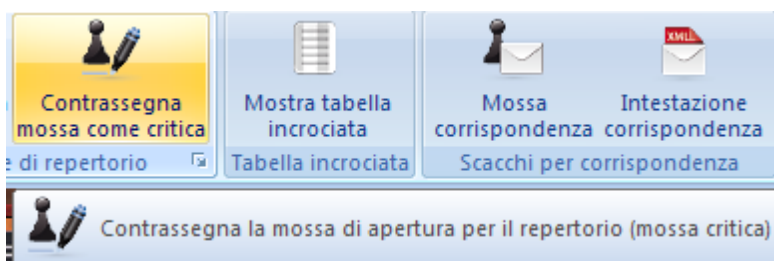 Contrassegna
mossa come critica
Mostra tabella
incrociata
Mossa
corrispondenza
XML
Intestazione
corrispondenza
e di repertorio
Tabella incrociata
Scacchi per corrispondenza
Contrassegna la mossa di apertura per il repertorio (mossa critica)